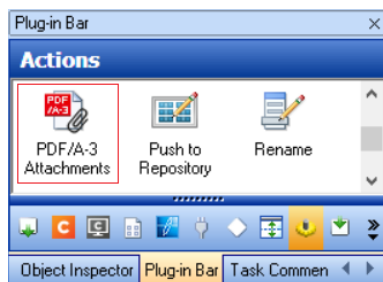 Plug-in Bar
Actions
PDF
/A-3
PDF/A-3 Attachments
Push to Repository
Rename
C
C
Object Inspector
Plug-in Bar
Task Commen